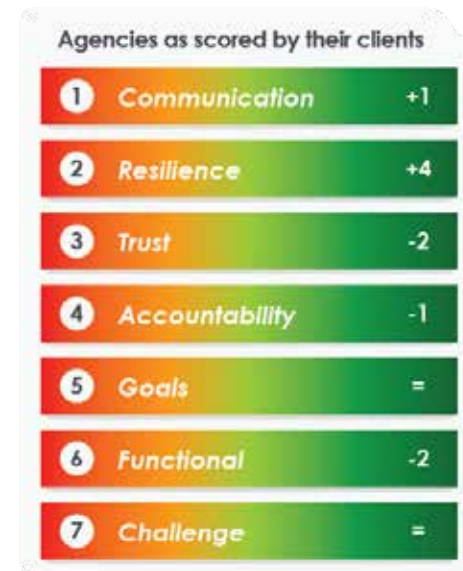 Agencies as scored by their clients
1 Communication +1
2 Resilience +4
3 Trust -2
4 Accountability -1
5 Goals =
6 Functional -2
7 Challenge =